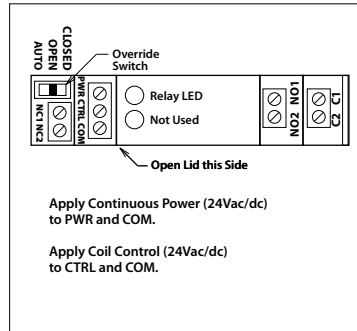 CLOSED
OPEN
AUTO
Override
Switch
PWR CTRL COM
NC1 NC2
Relay LED
Not Used
NO2 NO1
C2 C1
Open Lid this Side
Apply Continuous Power (24Vac/dc)
to PWR and COM.
Apply Coil Control (24Vac/dc)
to CTRL and COM.